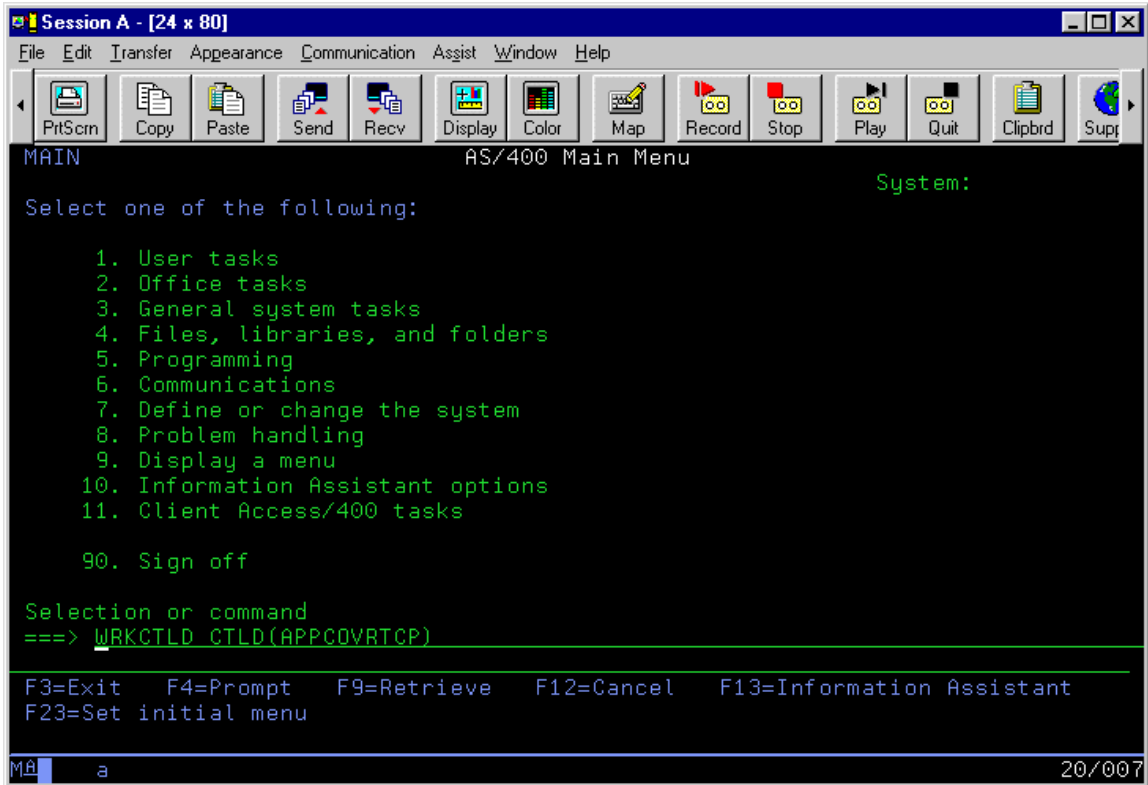 Session A - [24 x 80]
File Edit Transfer Appearance Communication Assist Window Help
PrtScrn Copy Paste Send Recv Display Color Map Record Stop Play Quit Clipbrd Supp
MAIN AS/400 Main Menu
System:
Select one of the following:
1. User tasks
2. Office tasks
3. General system tasks
4. Files, libraries, and folders
5. Programming
6. Communications
7. Define or change the system
8. Problem handling
9. Display a menu
10. Information Assistant options
11. Client Access/400 tasks
90. Sign off
Selection or command
===> WRKCTLD CTLD(APPCOVRTCP)
F3=Exit F4=Prompt F9=Retrieve F12=Cancel F13=Information Assistant
F23=Set initial menu
MA a 20/007